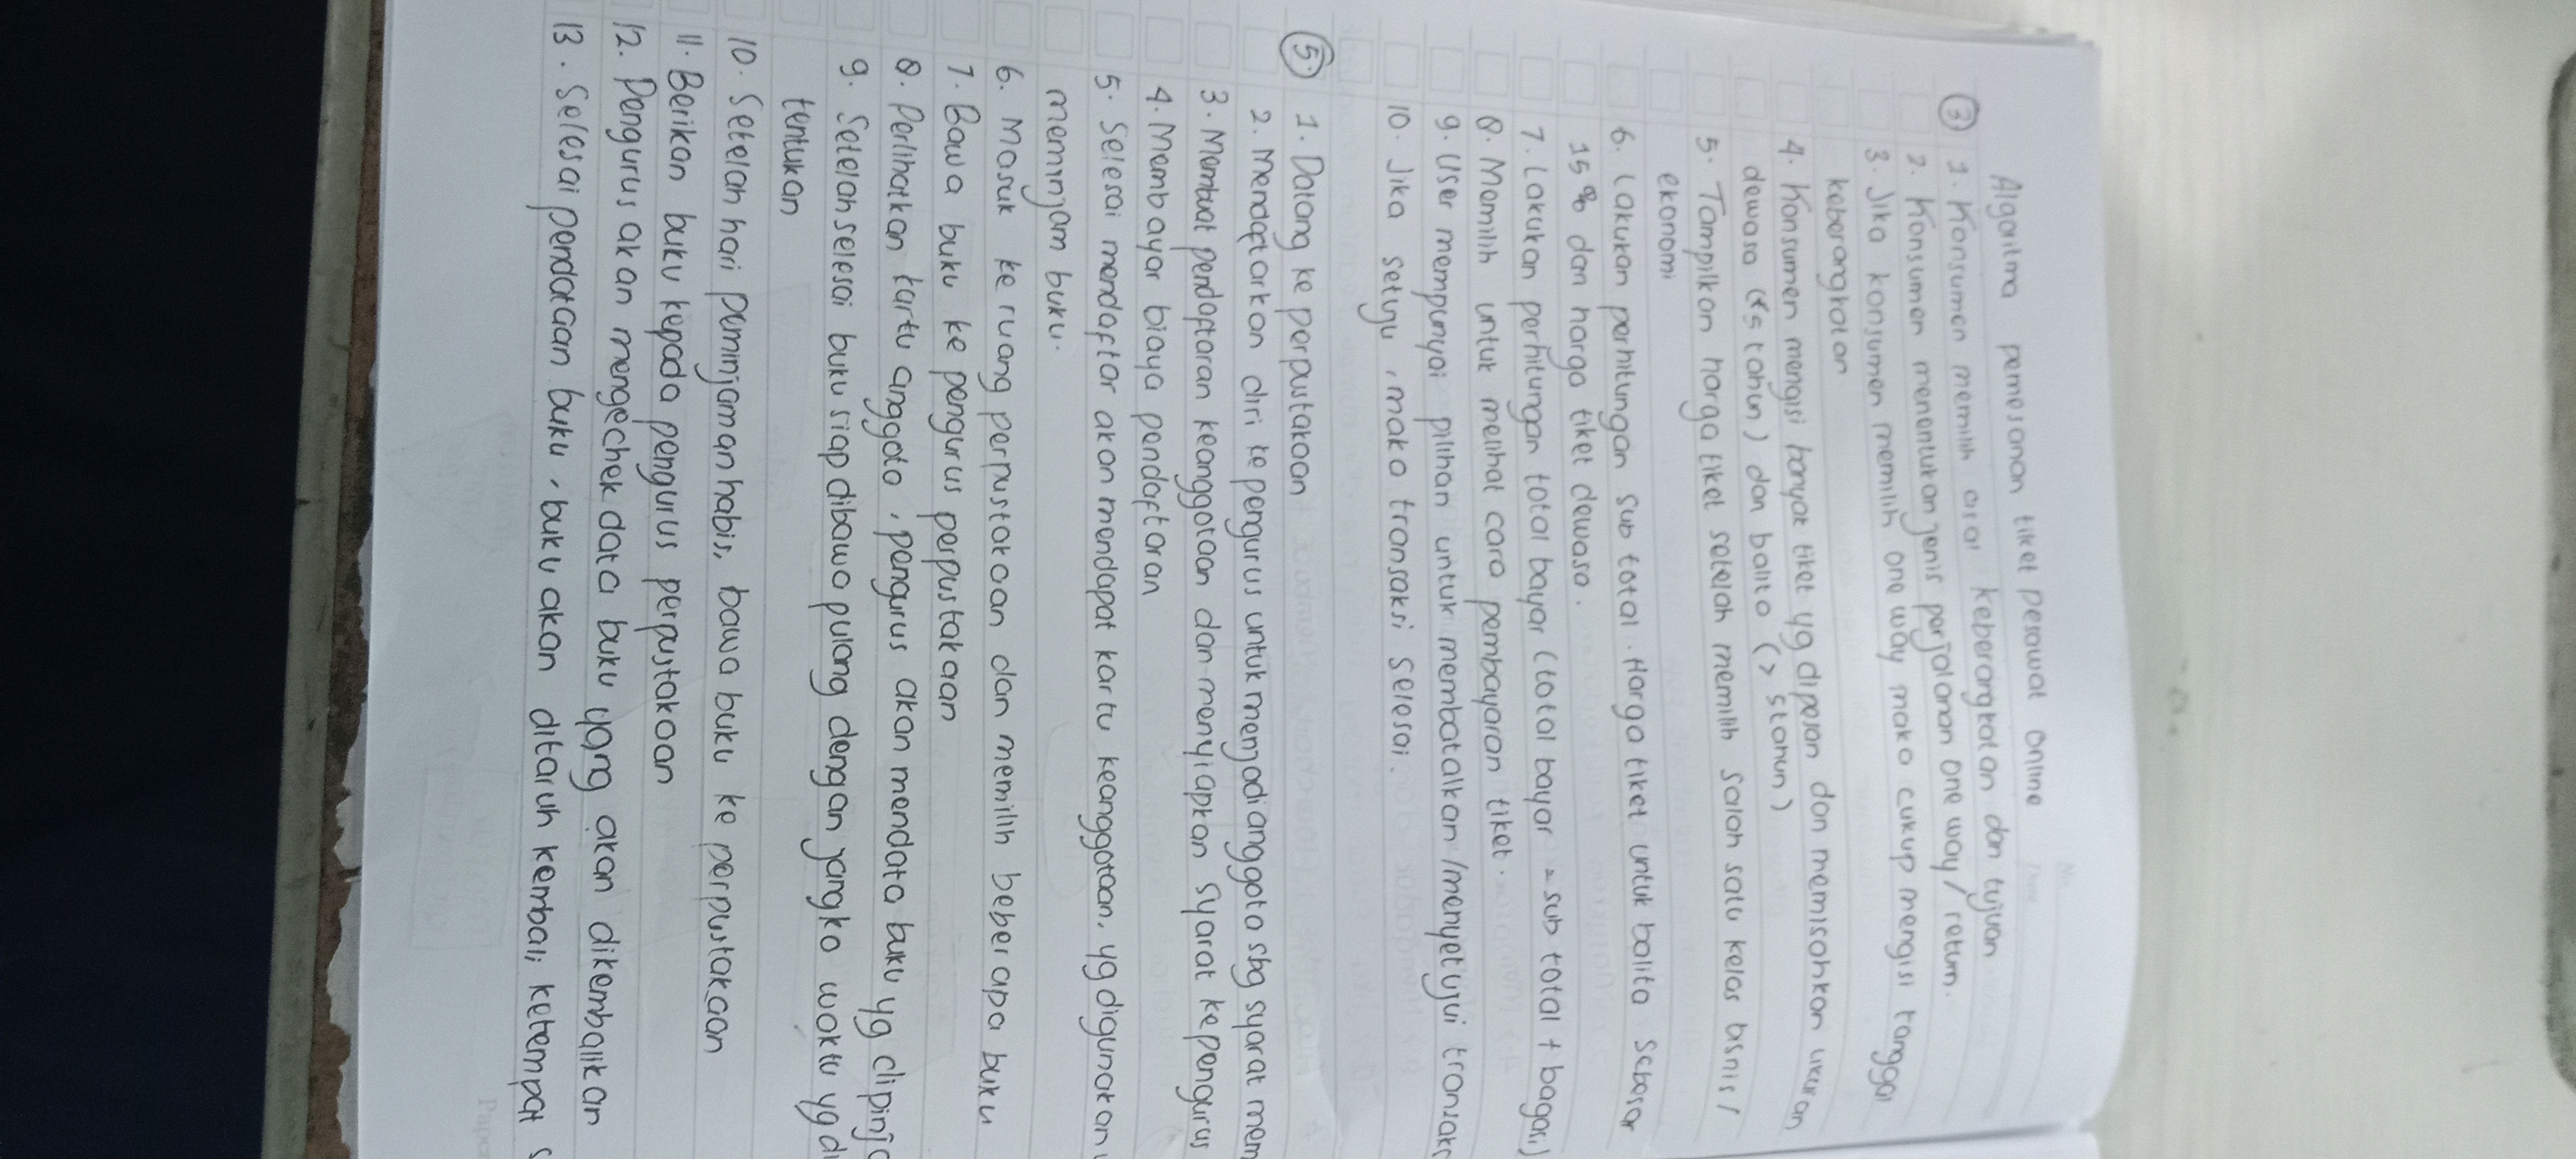 No.
Date
Algoritma pemesanan tiket pesawat Online
③ 1. Konsumen memilih asal keberangkatan dan tujuan
2. Konsumen menentukan jenis perjalanan one way / return.
3. Jika konsumen memilih one way maka cukup mengisi tanggal
keberangkatan
4. Konsumen mengisi banyak tiket yg dipesan dan memisahkan ukuran
dewasa (<5 tahun) dan balita (> 5tahun)
5. Tampilkan harga tiket setelah memilih salah satu kelas bisnis /
ekonomi
6. Lakukan perhitungan sub total. Harga tiket untuk balita sebesar
15% dan harga tiket dewasa.
7. Lakukan perhitungan total bayar (total bayar = sub total + bagasi)
8. Memilih untuk melihat cara pembayaran tiket.
9. User mempunyai pilihan untuk membatalkan /menyetujui transaks
10. Jika setuju, maka transaksi selesai.
⑤ 1. Datang ke perpustakaan
2. Mendaftarkan diri ke pengurus untuk menjadi anggota sbg syarat mem
3. Membuat pendaftaran keanggotaan dan menyiapkan syarat ke pengurus
4. Membayar biaya pendaftaran
5. Selesai mendaftar akan mendapat kartu keanggotaan, yg digunakan
meminjam buku.
6. Masuk ke ruang perpustakaan dan memilih beberapa buku
7. Bawa buku ke pengurus perpustakaan
8. Perlihatkan kartu anggota, pengurus akan mendata buku yg dipinja
9. Setelah selesai buku siap dibawa pulang dengan jangka waktu yg di
tentukan
10. Setelah hari peminjaman habis, bawa buku ke perpustakaan
11. Berikan buku kepada pengurus perpustakaan
12. Pengurus akan mengechek data buku yang akan dikembalikan
13. Selesai pendataan buku, buku akan ditaruh kembali ketempat s
Paper